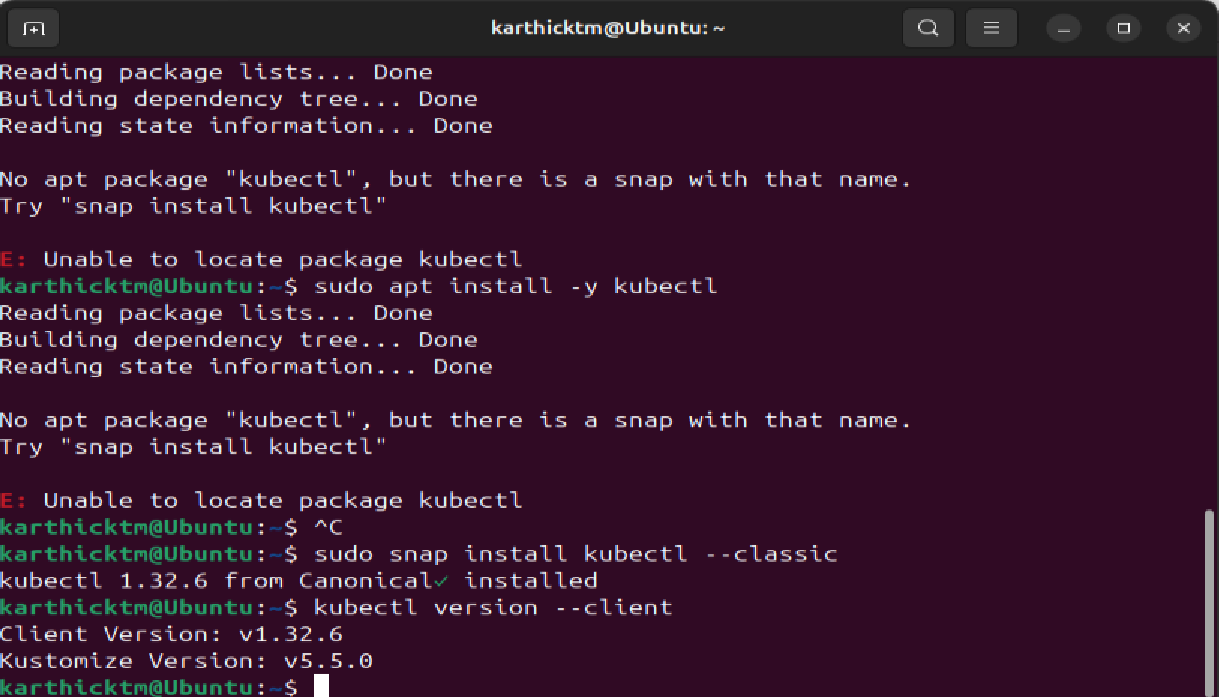 karthicktm@Ubuntu: ~
Reading package lists... Done
Building dependency tree... Done
Reading state information... Done
No apt package "kubectl", but there is a snap with that name.
Try "snap install kubectl"
E: Unable to locate package kubectl
karthicktm@Ubuntu:~$ sudo apt install -y kubectl
Reading package lists... Done
Building dependency tree... Done
Reading state information... Done
No apt package "kubectl", but there is a snap with that name.
Try "snap install kubectl"
E: Unable to locate package kubectl
karthicktm@Ubuntu:~$ ^C
karthicktm@Ubuntu:~$ sudo snap install kubectl --classic
kubectl 1.32.6 from Canonical✓ installed
karthicktm@Ubuntu:~$ kubectl version --client
Client Version: v1.32.6
Kustomize Version: v5.5.0
karthicktm@Ubuntu:~$